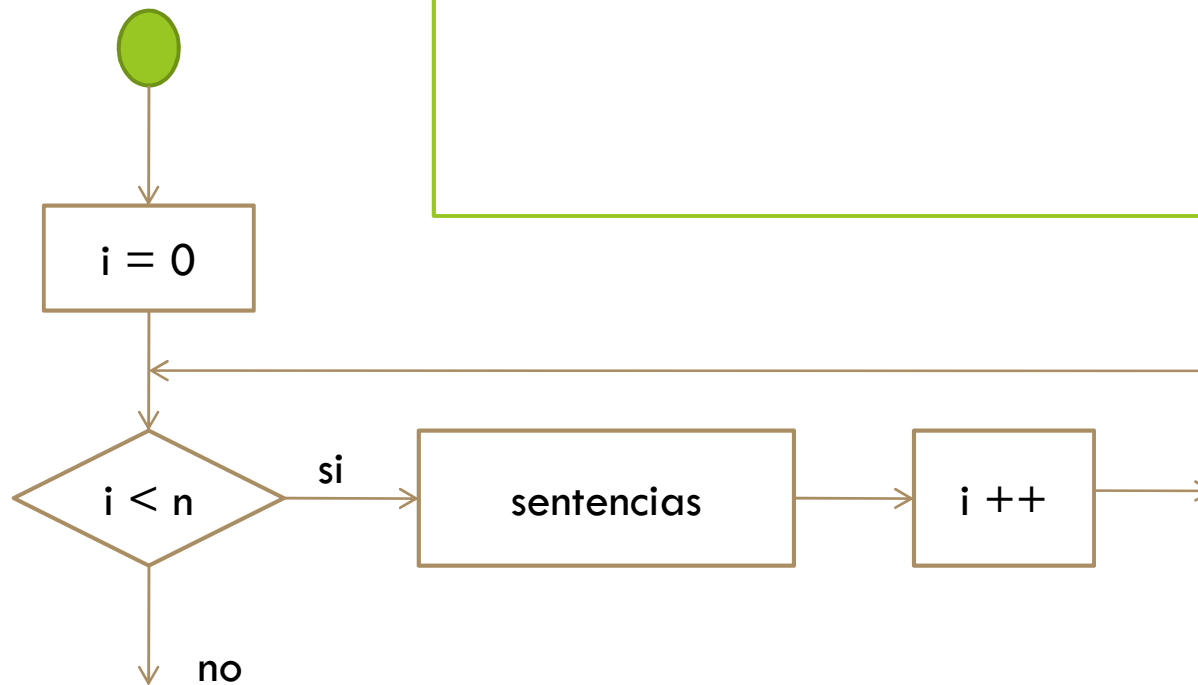 i = 0
i < n
si
sentencias
i ++
no